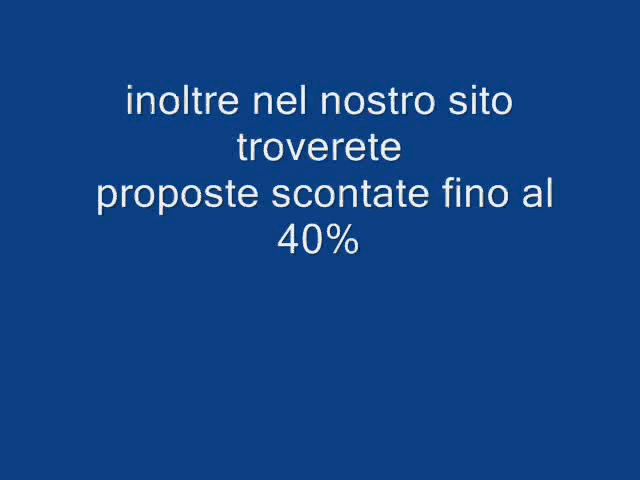 inoltre nel nostro sito
troverete
proposte scontate fino al
40%